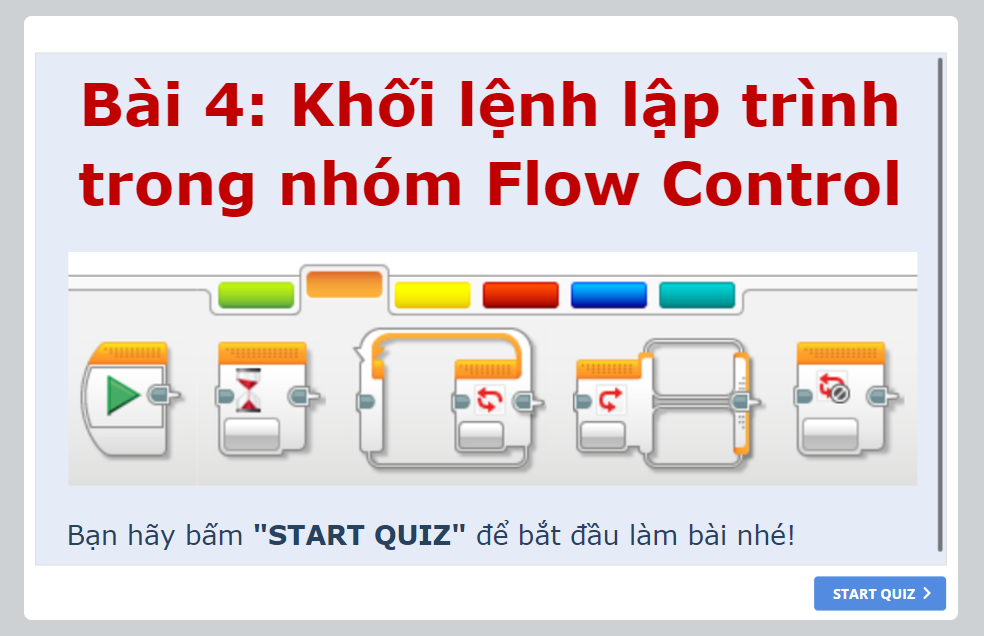 Bài 4: Khối lệnh lập trình
trong nhóm Flow Control
Bạn hãy bấm "START QUIZ" để bắt đầu làm bài nhé!
START QUIZ